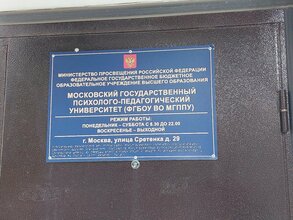 МИНИСТЕРСТВО ПРОСВЕЩЕНИЯ РОССИЙСКОЙ ФЕДЕРАЦИИ
ФЕДЕРАЛЬНОЕ ГОСУДАРСТВЕННОЕ БЮДЖЕТНОЕ
ОБРАЗОВАТЕЛЬНОЕ УЧРЕЖДЕНИЕ ВЫСШЕГО ОБРАЗОВАНИЯ
МОСКОВСКИЙ ГОСУДАРСТВЕННЫЙ
ПСИХОЛОГО-ПЕДАГОГИЧЕСКИЙ
УНИВЕРСИТЕТ (ФГБОУ ВО МГППУ)
РЕЖИМ РАБОТЫ:
ПОНЕДЕЛЬНИК - СУББОТА С 8.30 ДО 22.00
ВОСКРЕСЕНЬЕ - ВЫХОДНОЙ
г. Москва, улица Сретенка д. 29